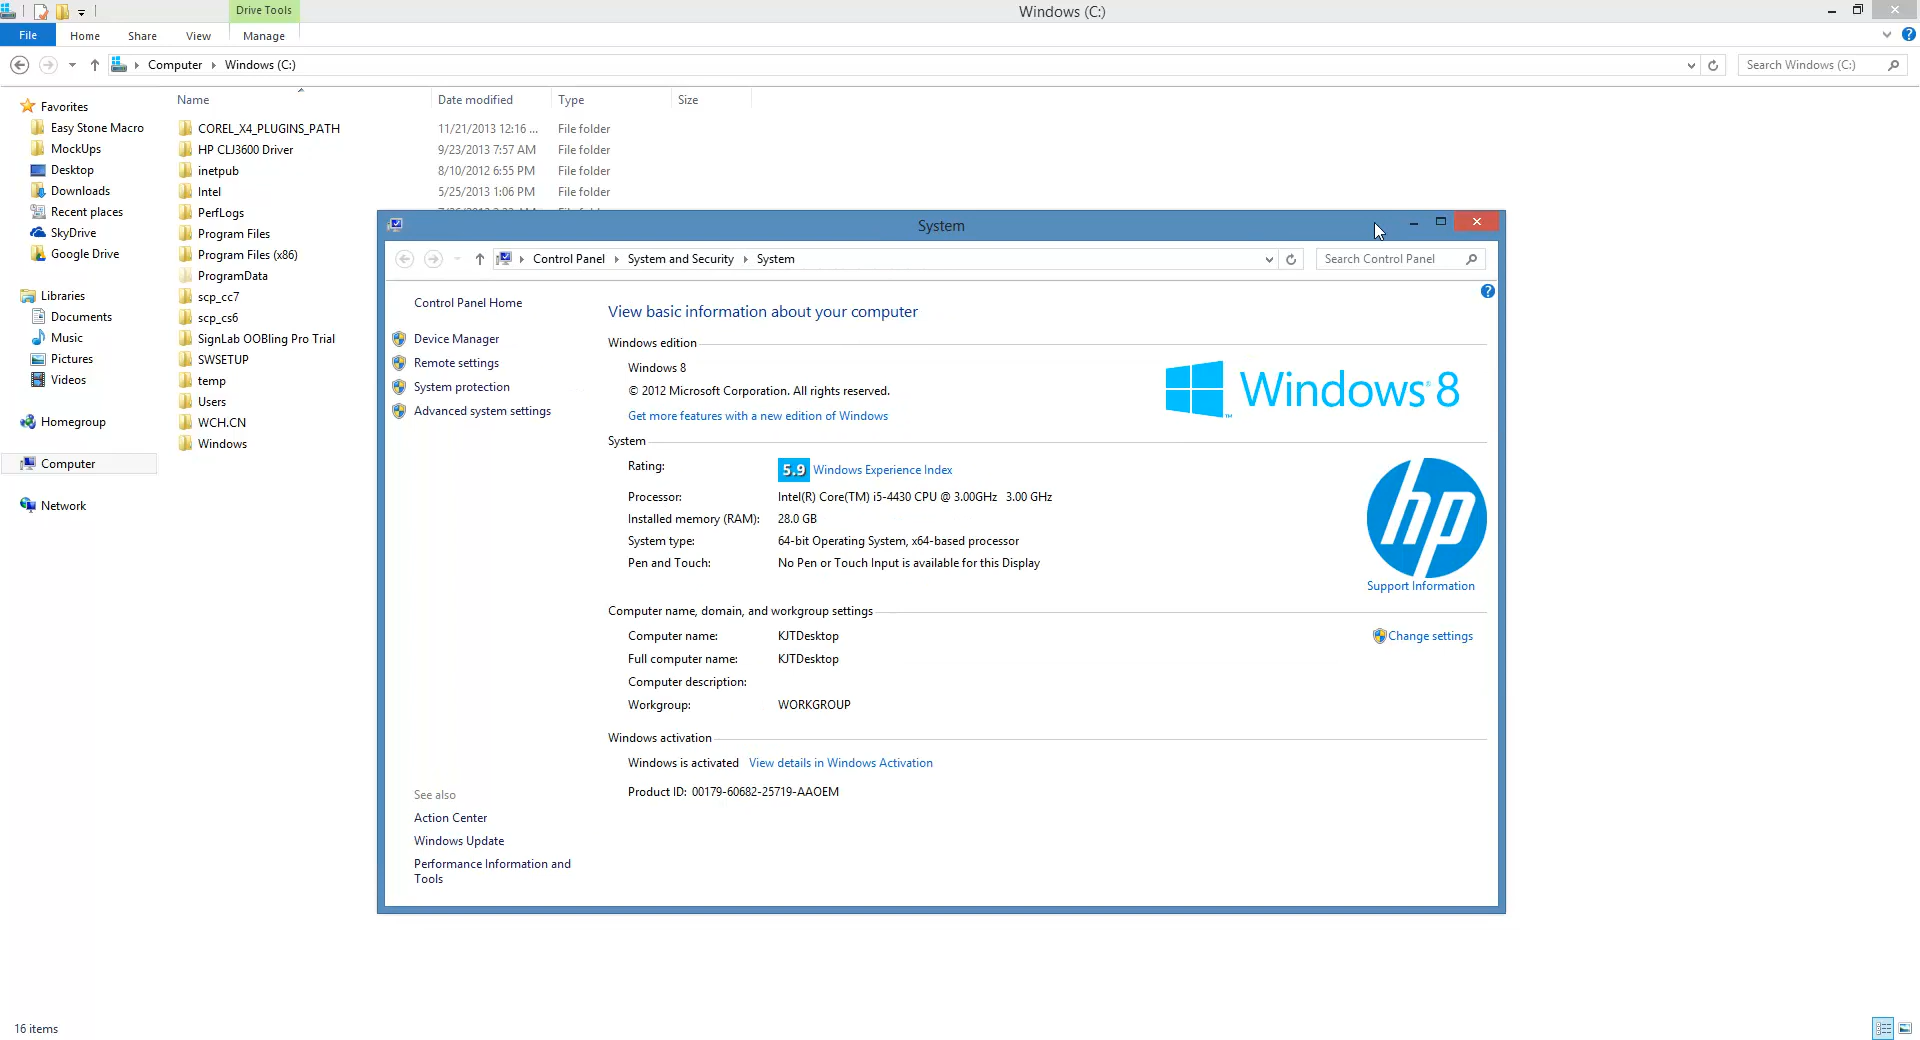 Drive Tools
Windows (C:)
File
Home
Share
View
Manage
Computer
Windows (C:)
Search Windows (C:)
Name
Date modified
Type
Size
Favorites
Easy Stone Macro
MockUps
Desktop
Downloads
Recent places
SkyDrive
Google Drive
Libraries
Documents
Music
Pictures
Videos
Homegroup
Computer
Network
COREL_X4_PLUGINS_PATH 11/21/2013 12:16 ... File folder
HP CLJ3600 Driver 9/23/2013 7:57 AM File folder
inetpub 8/10/2012 6:55 PM File folder
Intel 5/25/2013 1:06 PM File folder
PerfLogs
Program Files
Program Files (x86)
ProgramData
scp_cc7
scp_cs6
SignLab OOBling Pro Trial
SWSETUP
temp
Users
WCH.CN
Windows
System
Control Panel
System and Security
System
Search Control Panel
Control Panel Home
Device Manager
Remote settings
System protection
Advanced system settings
See also
Action Center
Windows Update
Performance Information and
Tools
View basic information about your computer
Windows edition
Windows 8
© 2012 Microsoft Corporation. All rights reserved.
Get more features with a new edition of Windows
Windows® 8
™
System
Rating: 5.9 Windows Experience Index
Processor: Intel(R) Core(TM) i5-4430 CPU @ 3.00GHz 3.00 GHz
Installed memory (RAM): 28.0 GB
System type: 64-bit Operating System, x64-based processor
Pen and Touch: No Pen or Touch Input is available for this Display
hp
Support Information
Computer name, domain, and workgroup settings
Computer name: KJTDesktop
Change settings
Full computer name: KJTDesktop
Computer description:
Workgroup: WORKGROUP
Windows activation
Windows is activated View details in Windows Activation
Product ID: 00179-60682-25719-AAOEM
16 items